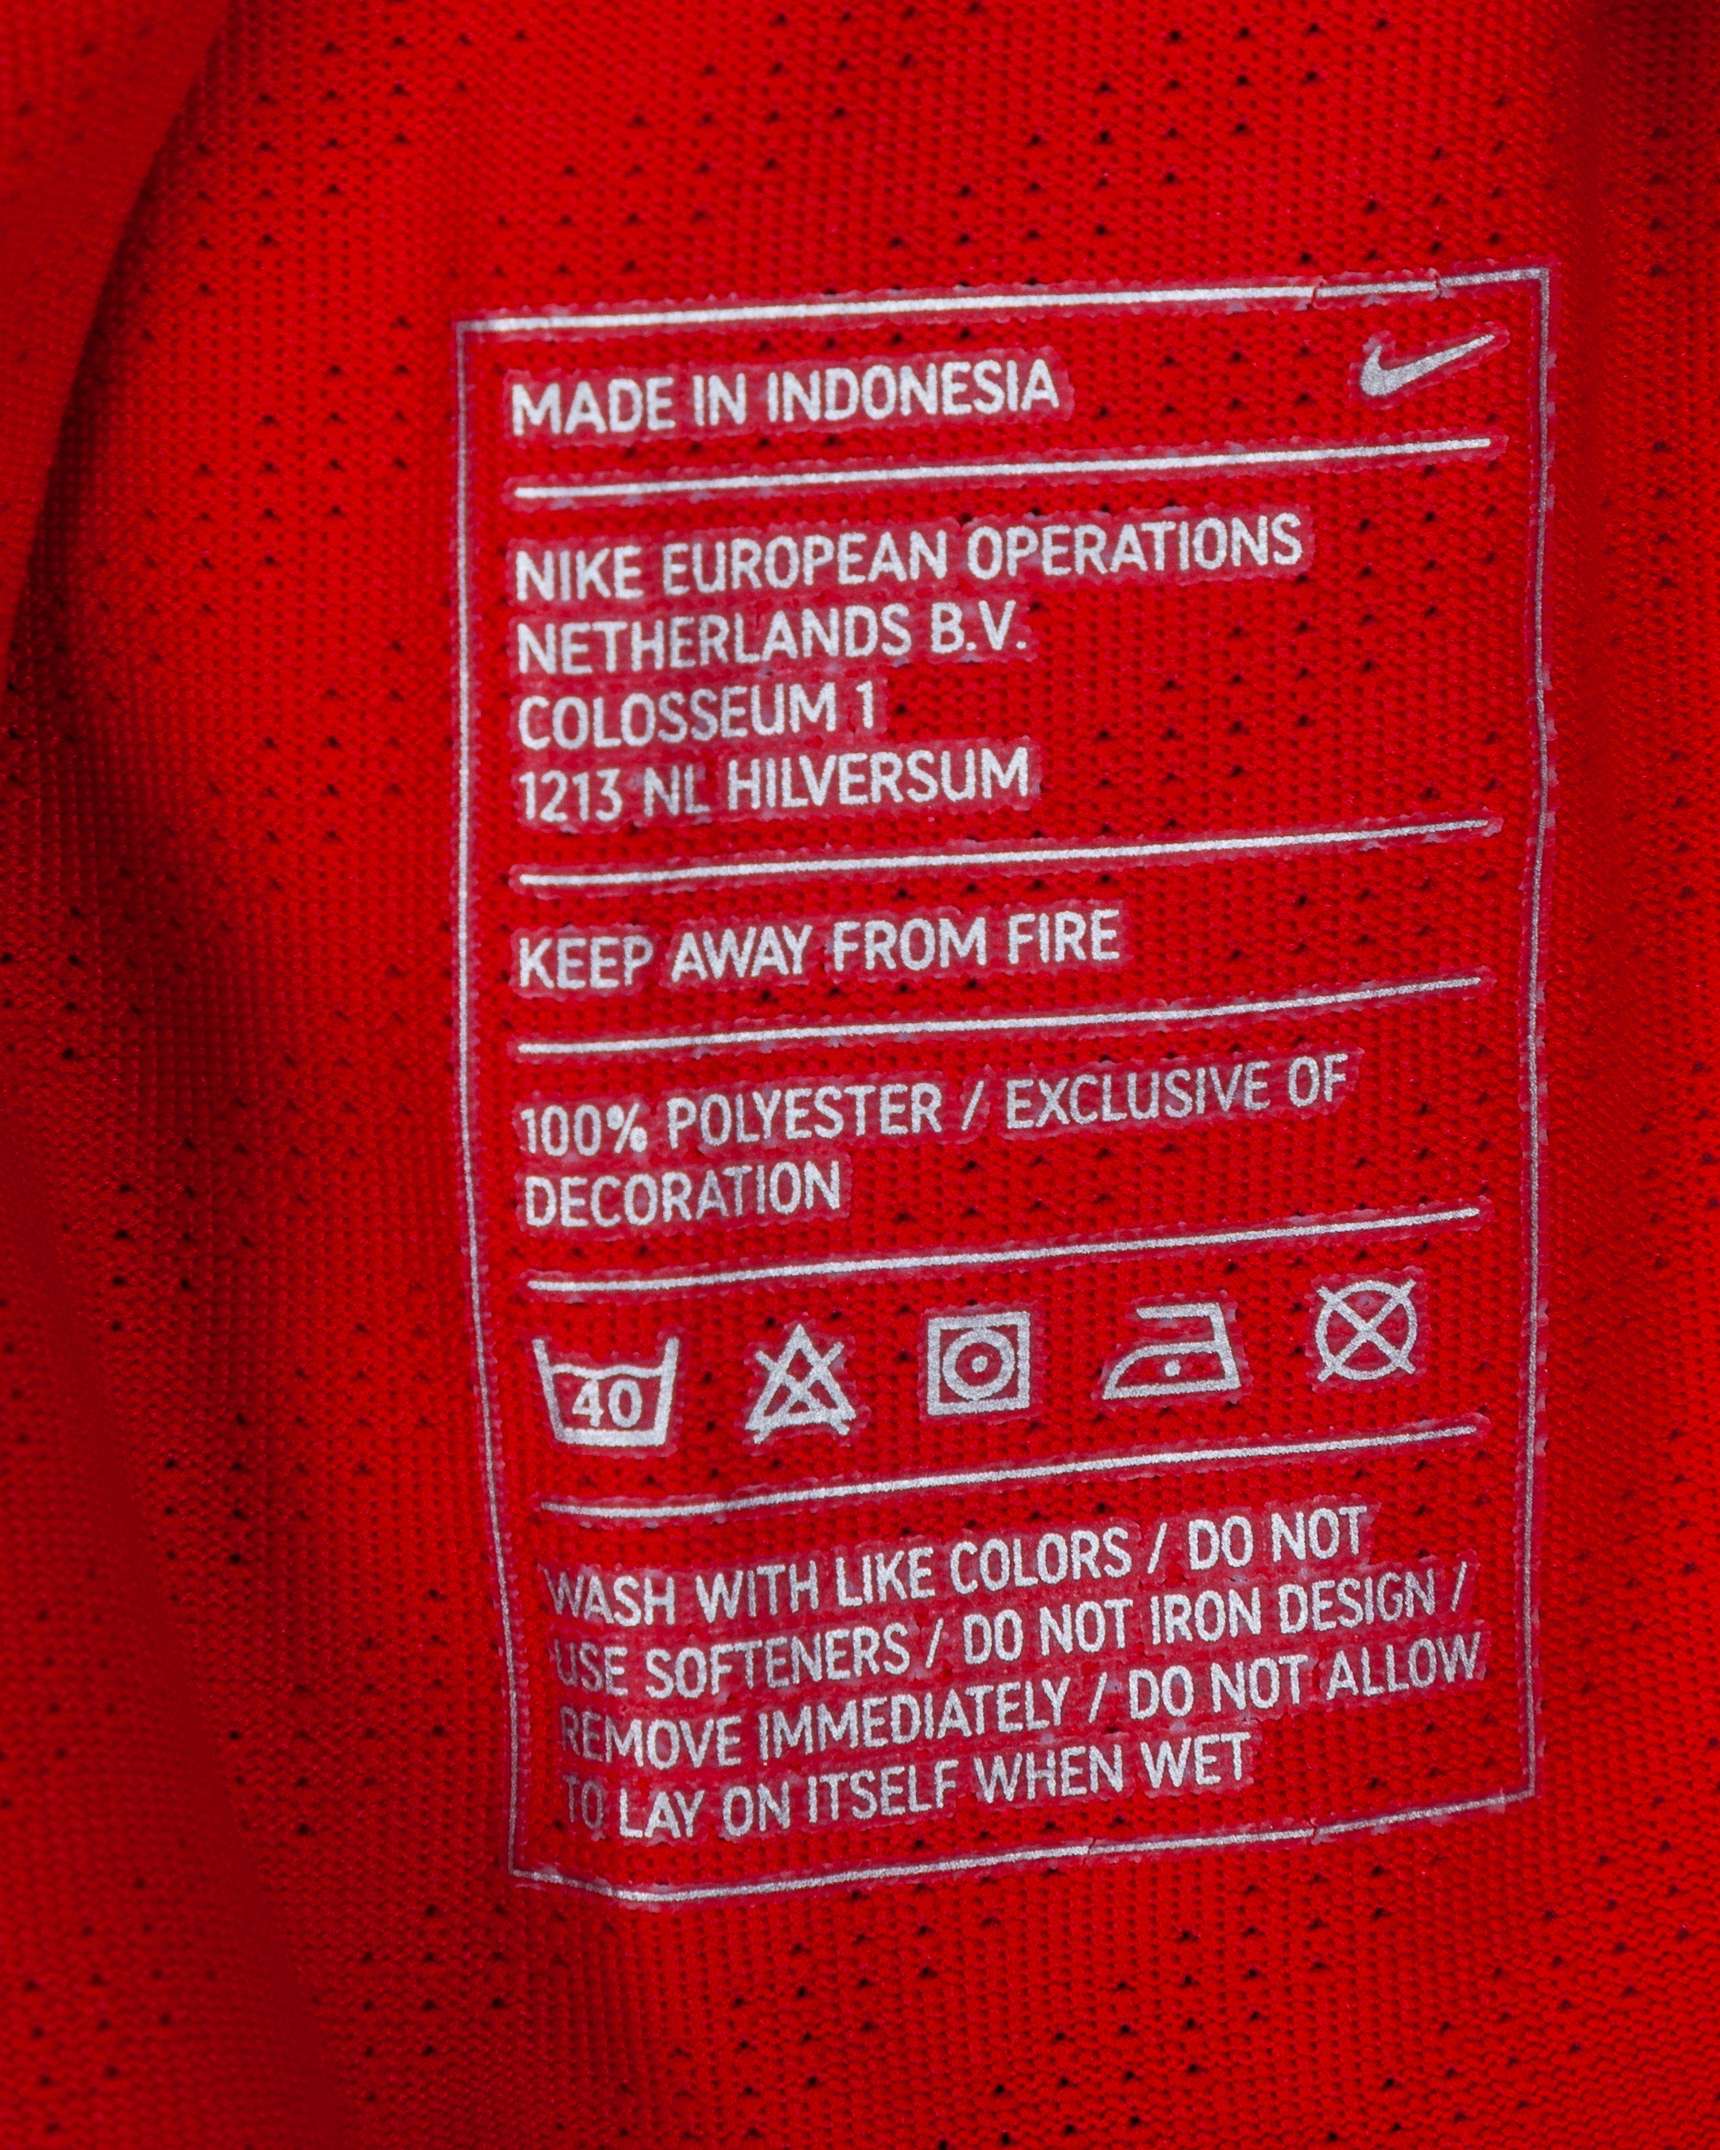 MADE IN INDONESIA
NIKE EUROPEAN OPERATIONS
NETHERLANDS B.V.
COLOSSEUM 1
1213 NL HILVERSUM
KEEP AWAY FROM FIRE
100% POLYESTER / EXCLUSIVE OF
DECORATION
40
WASH WITH LIKE COLORS / DO NOT
USE SOFTENERS / DO NOT IRON DESIGN /
REMOVE IMMEDIATELY / DO NOT ALLOW
TO LAY ON ITSELF WHEN WET